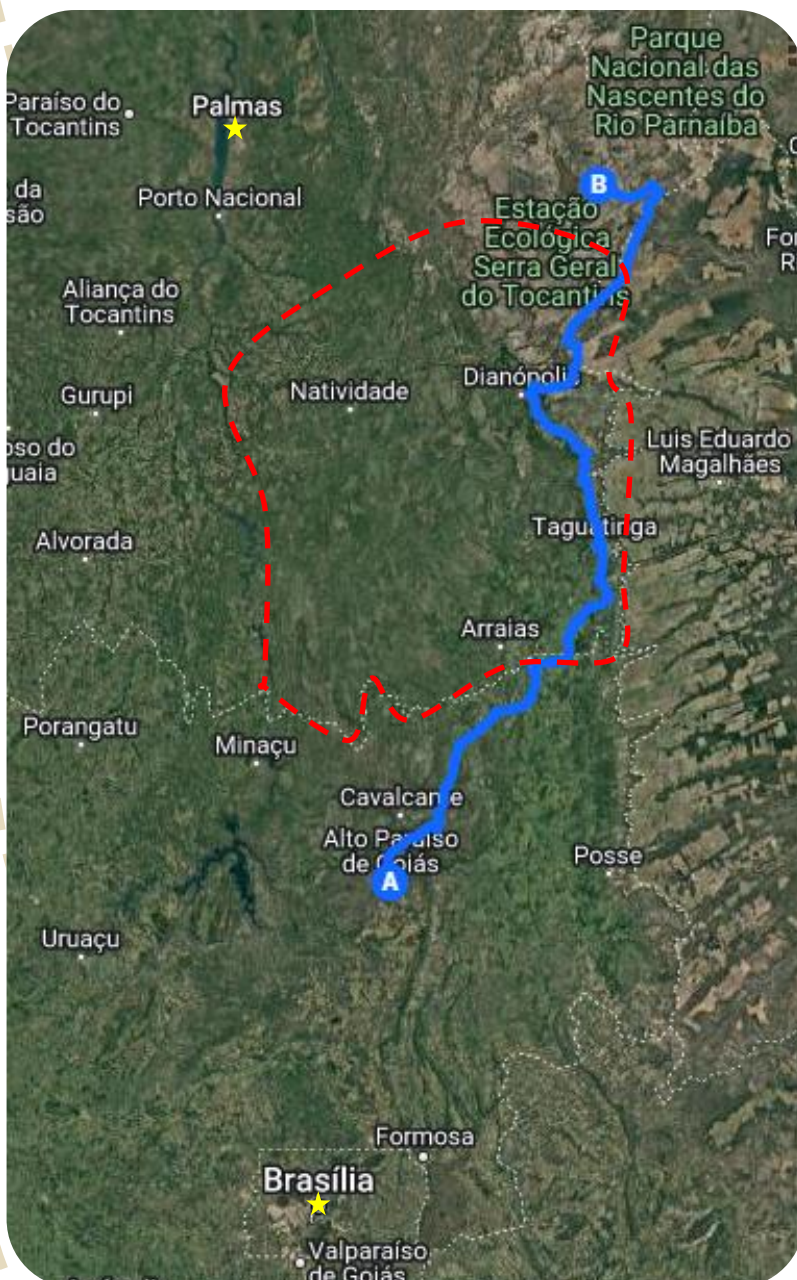 Parque
Nacional das
Nascentes do
Rio Parnaíba
Paraíso do
Tocantins
Palmas
B
da
são
Porto Nacional
Estação
Ecológica
Serra Geral
do Tocantins
Aliança do
Tocantins
Dianópolis
Gurupi
Natividade
Luís Eduardo
Magalhães
Taguatinga
Alvorada
Arraias
Porangatu
Minaçu
Cavalcante
Alto Paraíso
de Goiás
A
Posse
Uruaçu
Formosa
Brasília
Valparaíso
de Goiás